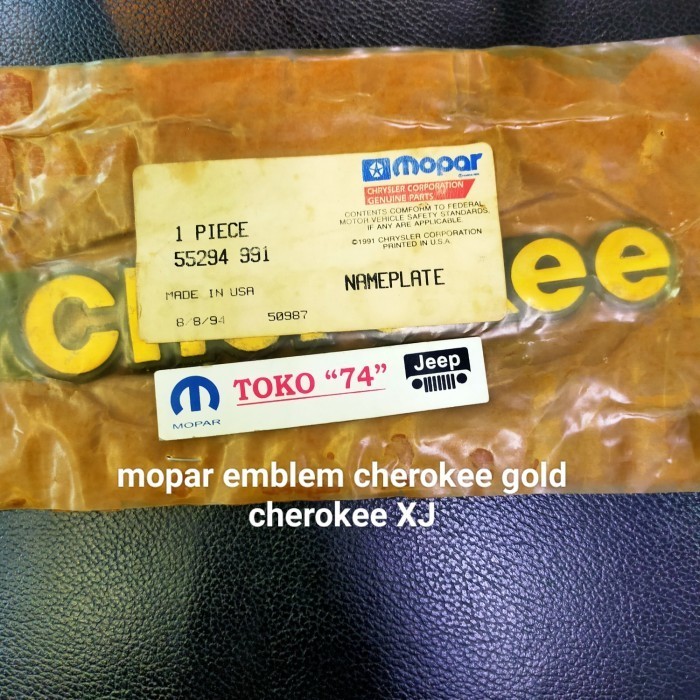 mopar
CHRYSLER CORPORATION
GENUINE PARTS
CONTENTS COMFORM TO FEDERAL
MOTOR VEHICLE SAFETY STANDARDS
IF ANY ARE APPLICABLE
©1991 CHRYSLER CORPORATION
PRINTED IN U.S.A.
1 PIECE
55294 991
MADE IN USA
NAMEPLATE
8/8/94 50987
cherokee
MOPAR
TOKO “74”
Jeep
mopar emblem cherokee gold
cherokee XJ